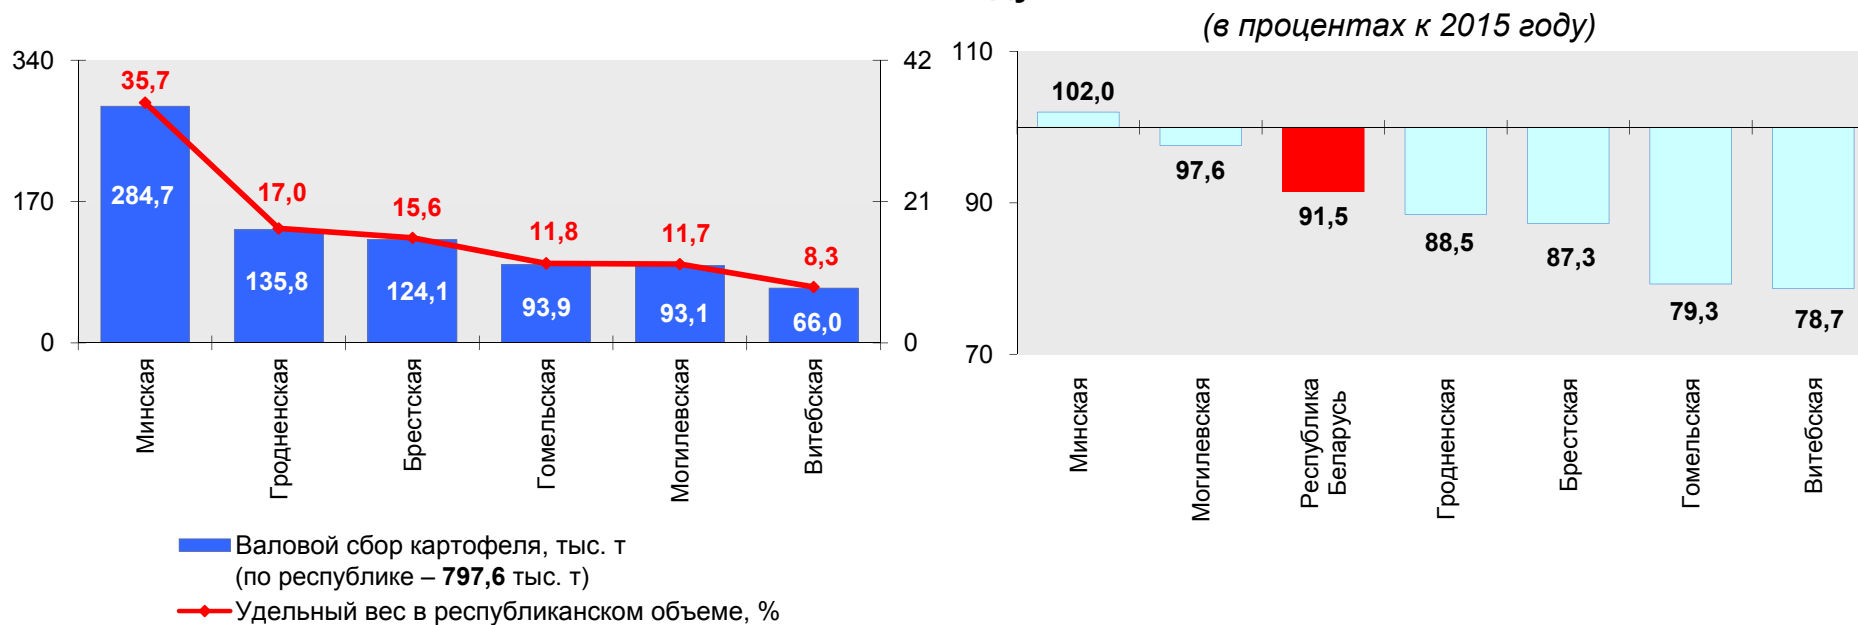 (в процентах к 2015 году)
340
170
0
42
21
0
35,7
17,0
15,6
11,8
11,7
8,3
284,7
135,8
124,1
93,9
93,1
66,0
Минская
Гродненская
Брестская
Гомельская
Могилевская
Витебская
Валовой сбор картофеля, тыс. т
(по республике – 797,6 тыс. т)
Удельный вес в республиканском объеме, %
110
90
70
102,0
97,6
91,5
88,5
87,3
79,3
78,7
Минская
Могилевская
Республика
Беларусь
Гродненская
Брестская
Гомельская
Витебская